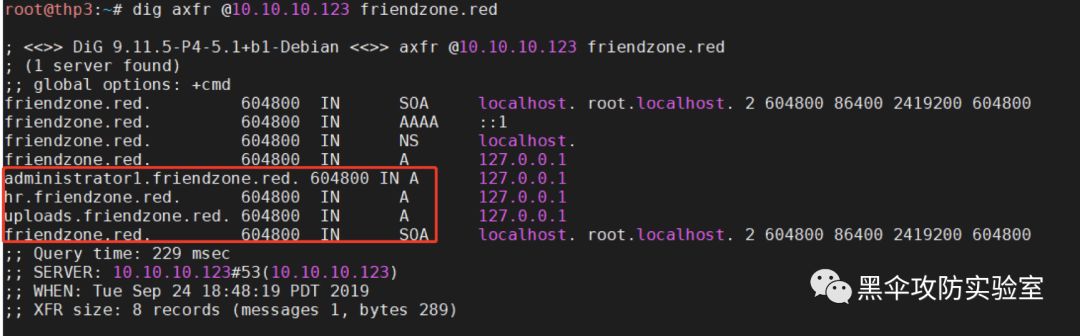 root@thp3:~# dig axfr @10.10.10.123 friendzone.red
; <<>> DiG 9.11.5-P4-5.1+b1-Debian <<>> axfr @10.10.10.123 friendzone.red
; (1 server found)
;; global options: +cmd
friendzone.red. 604800 IN SOA localhost. root.localhost. 2 604800 86400 2419200 604800
friendzone.red. 604800 IN AAAA ::1
friendzone.red. 604800 IN NS localhost.
friendzone.red. 604800 IN A 127.0.0.1
administrator1.friendzone.red. 604800 IN A 127.0.0.1
hr.friendzone.red. 604800 IN A 127.0.0.1
uploads.friendzone.red. 604800 IN A 127.0.0.1
friendzone.red. 604800 IN SOA localhost. root.localhost. 2 604800 86400 2419200 604800
;; Query time: 229 msec
;; SERVER: 10.10.10.123#53(10.10.10.123)
;; WHEN: Tue Sep 24 18:48:19 PDT 2019
;; XFR size: 8 records (messages 1, bytes 289)
黑伞攻防实验室